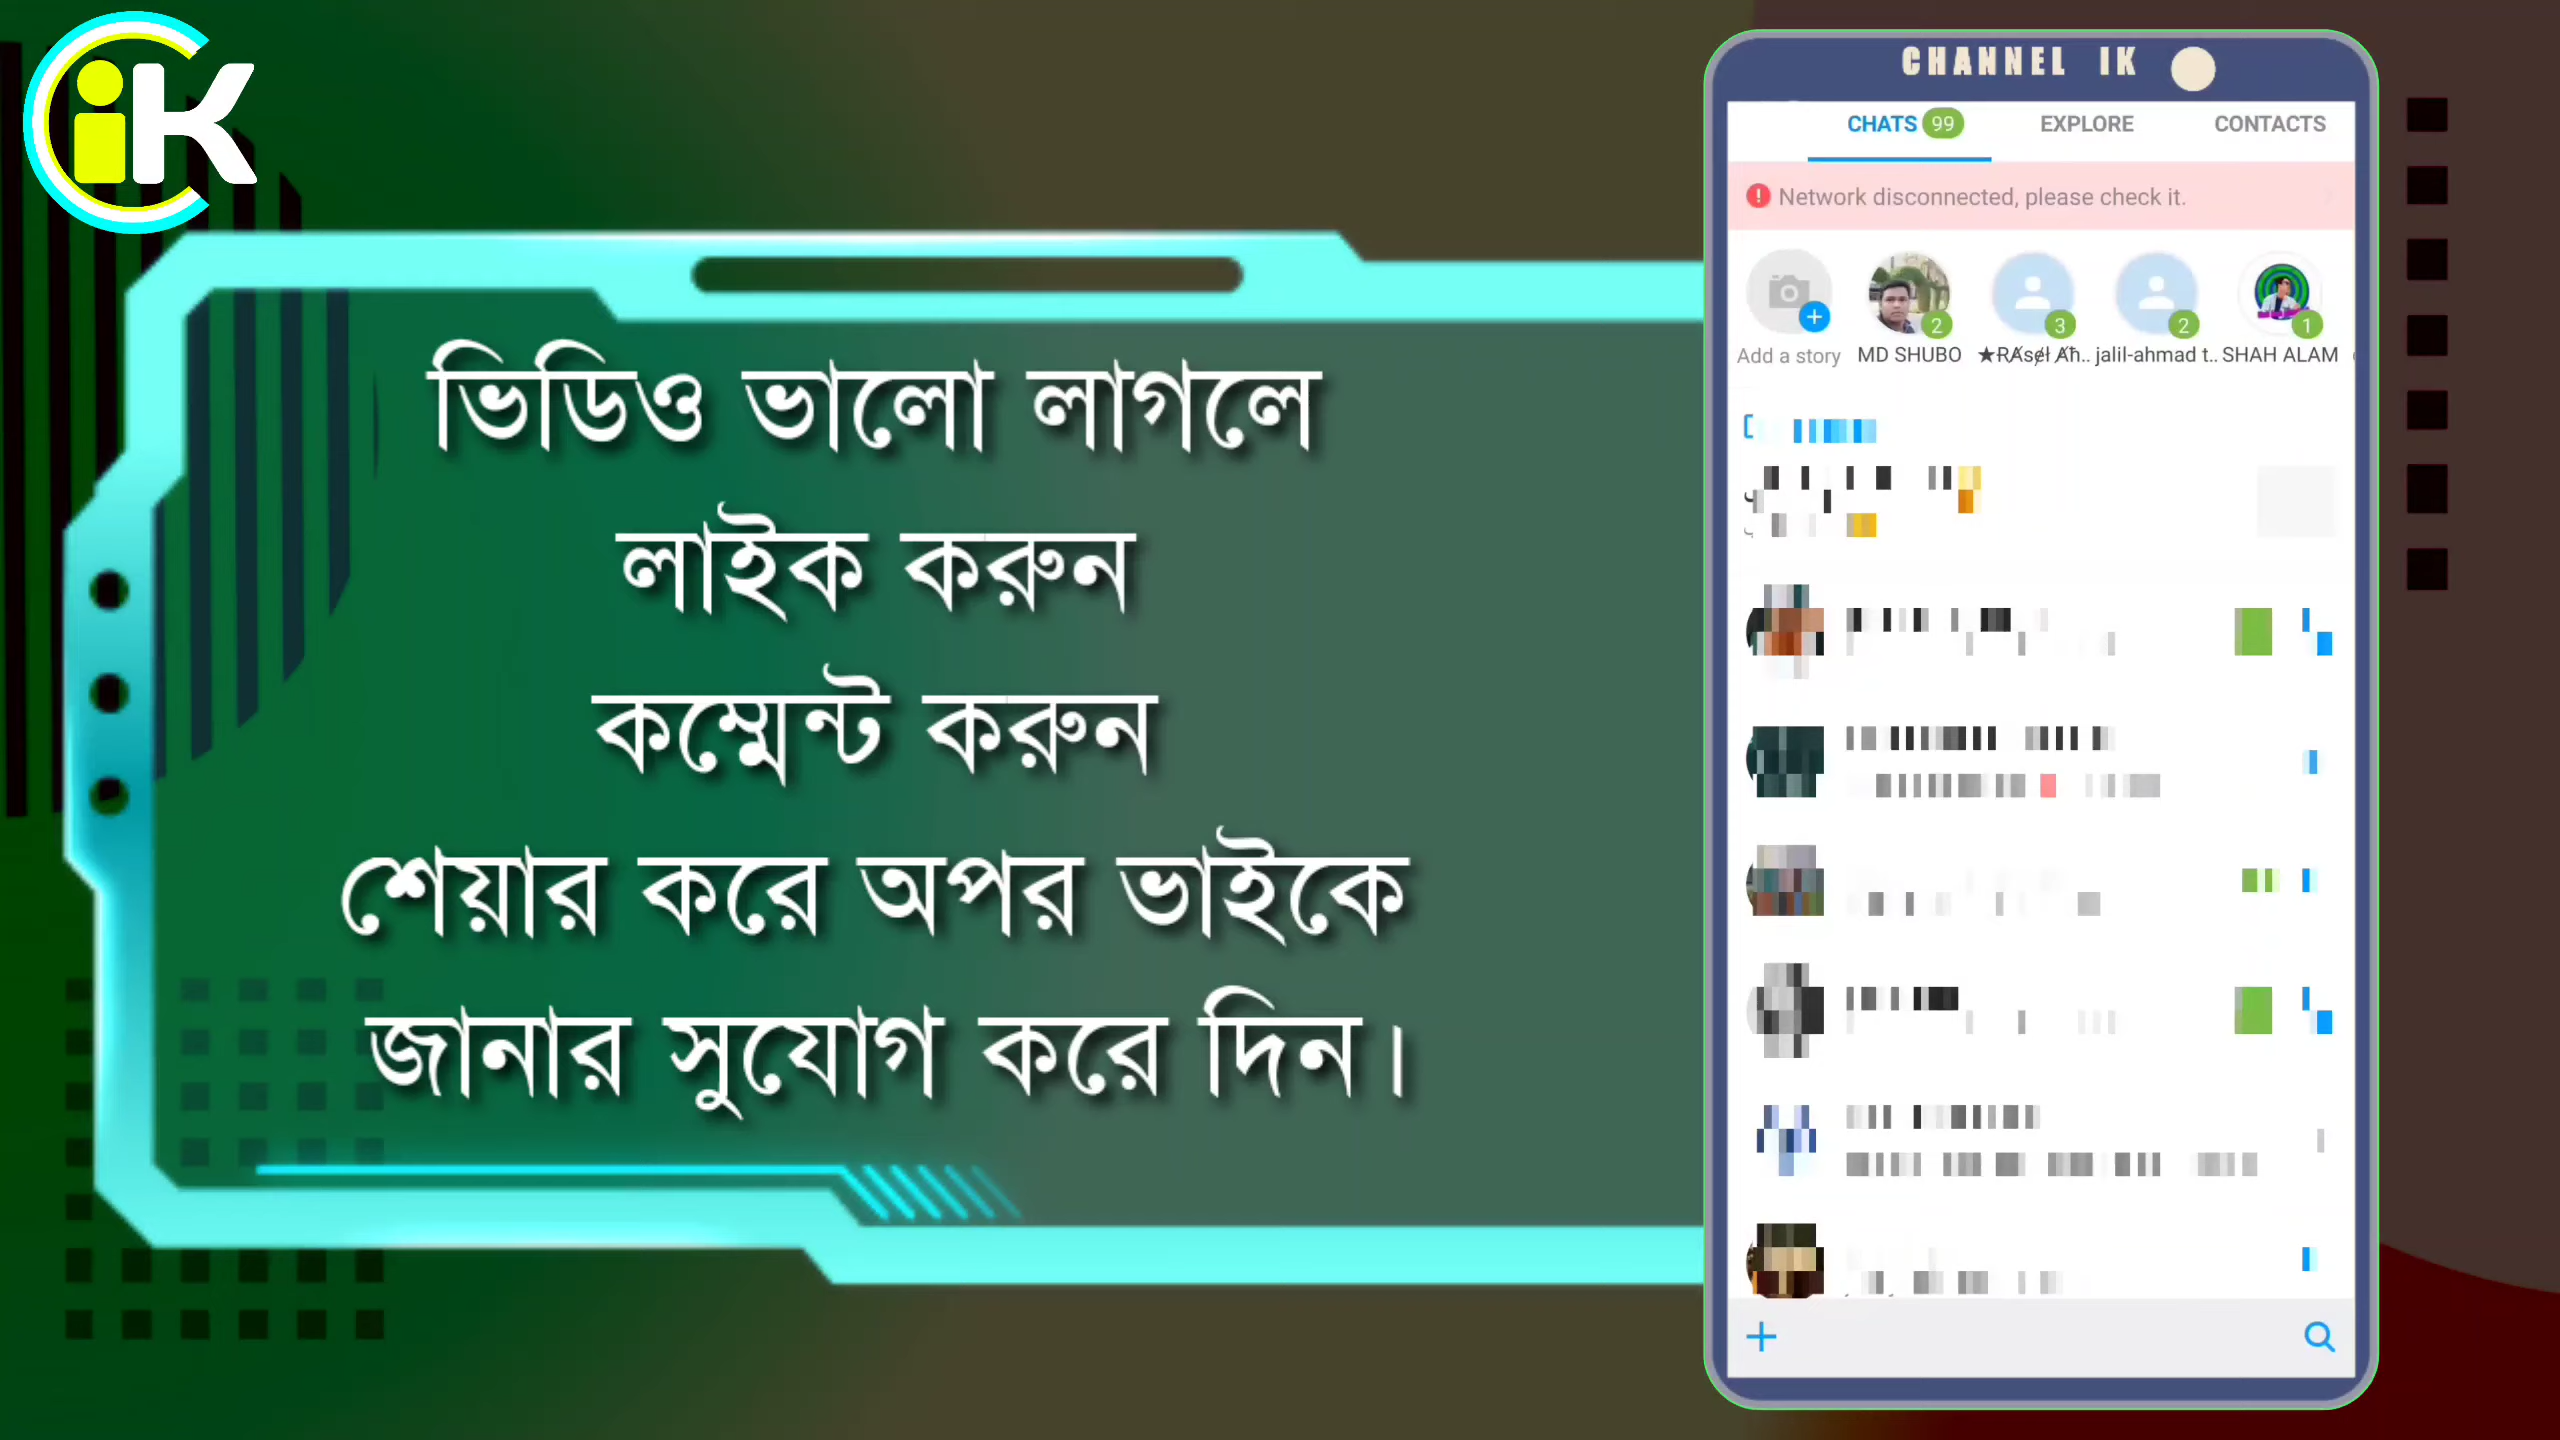 iK
CHANNEL IK
CHATS 99 EXPLORE CONTACTS
Network disconnected, please check it.
2 3 2 1
Add a story MD SHUBO jalil-ahmad t.. SHAH ALAM
ভিডিও ভালো লাগলে
লাইক করুন
কম্মেন্ট করুন
শেয়ার করে অপর ভাইকে
জানার সুযোগ করে দিন।